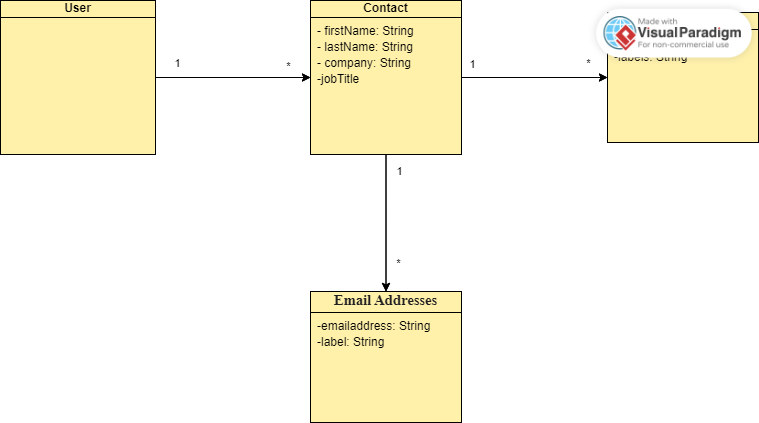 User
1
*
Contact
- firstName: String
- lastName: String
- company: String
-jobTitle
1
*
Made with
Visual Paradigm
For non-commercial use
-labels: String
1
*
Email Addresses
-emailaddress: String
-label: String